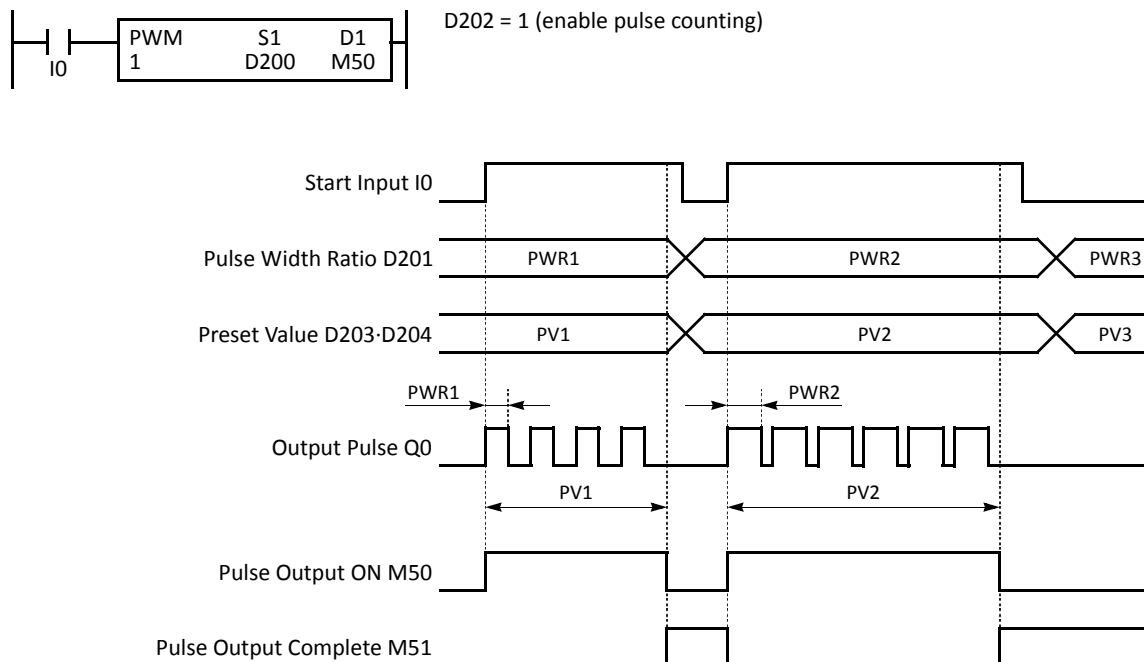 D202 = 1 (enable pulse counting)
PWM S1 D1
1 D200 M50
I0
Start Input I0
Pulse Width Ratio D201 PWR1 PWR2 PWR3
Preset Value D203·D204 PV1 PV2 PV3
PWR1 PWR2
Output Pulse Q0
PV1 PV2
Pulse Output ON M50
Pulse Output Complete M51